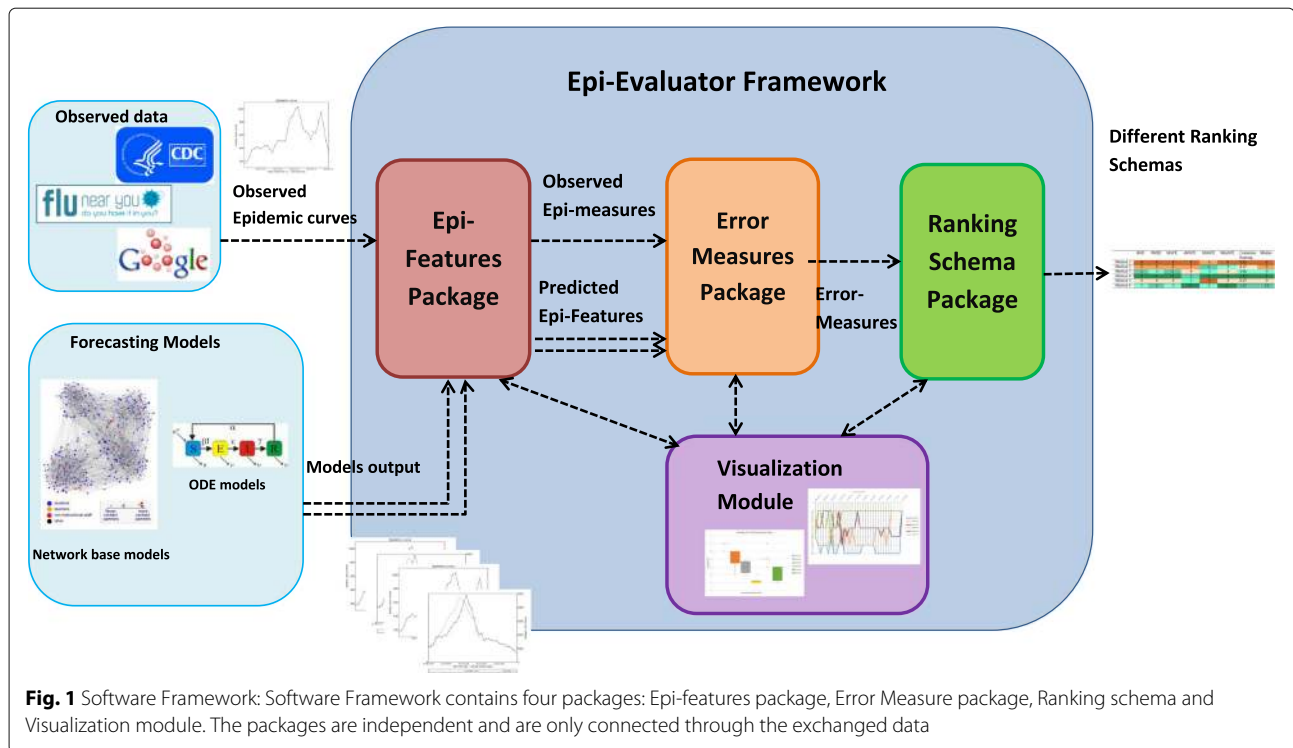 Epi-Evaluator Framework
Observed data
CDC
flu near you
do you have it in you?
Google
Observed
Epidemic curves
Epi-
Features
Package
Observed
Epi-measures
Predicted
Epi-Features
Error
Measures
Package
Error-
Measures
Ranking
Schema
Package
Different Ranking
Schemas
Forecasting Models
S E I R
ODE models
Network base models
Models output
Visualization
Module
Fig. 1 Software Framework: Software Framework contains four packages: Epi-features package, Error Measure package, Ranking schema and
Visualization module. The packages are independent and are only connected through the exchanged data